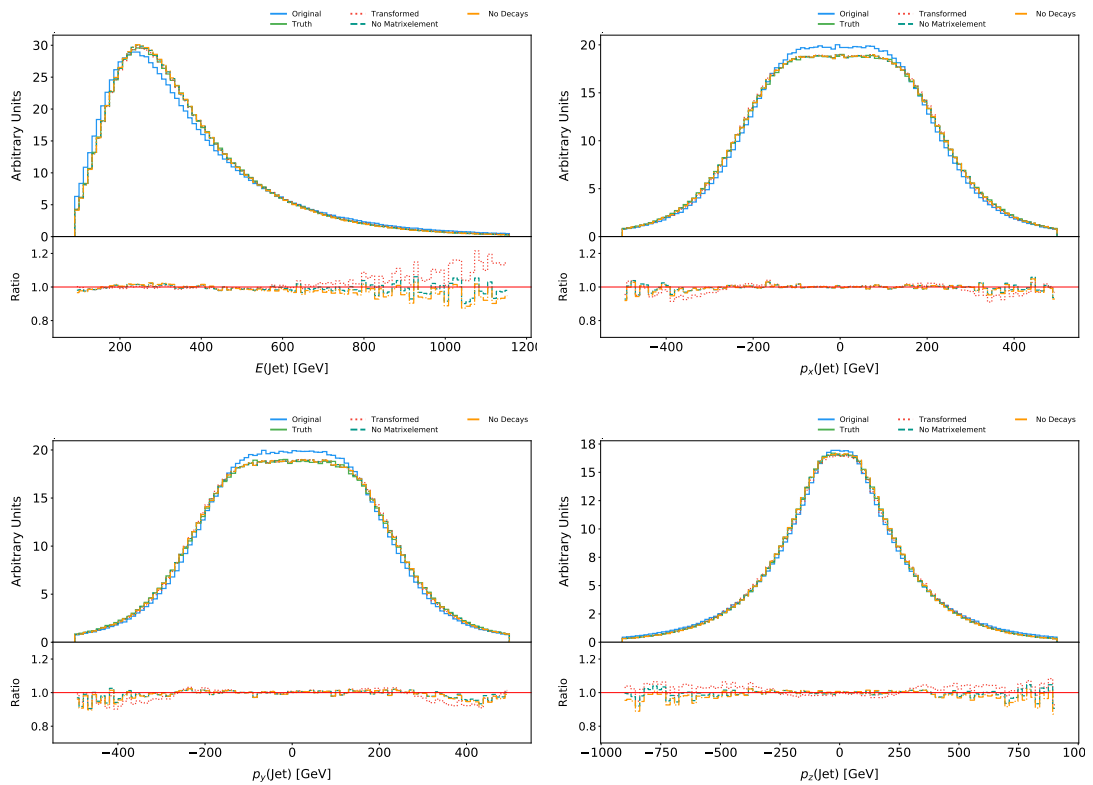 Original Transformed No Decays
Truth No Matrixelement
30
25
20
15
10
5
0
Arbitrary Units
1.2
1.0
0.8
Ratio
200 400 600 800 1000 120
E(Jet) [GeV]
Original Transformed No Decays
Truth No Matrixelement
20
15
10
5
0
Arbitrary Units
1.2
1.0
0.8
Ratio
−400 −200 0 200 400
px(Jet) [GeV]
Original Transformed No Decays
Truth No Matrixelement
20
15
10
5
0
Arbitrary Units
1.2
1.0
0.8
Ratio
−400 −200 0 200 400
py(Jet) [GeV]
Original Transformed No Decays
Truth No Matrixelement
18
15
12
10
8
5
2
0
Arbitrary Units
1.2
1.0
0.8
Ratio
−1000 −750 −500 −250 0 250 500 750 100
pz(Jet) [GeV]